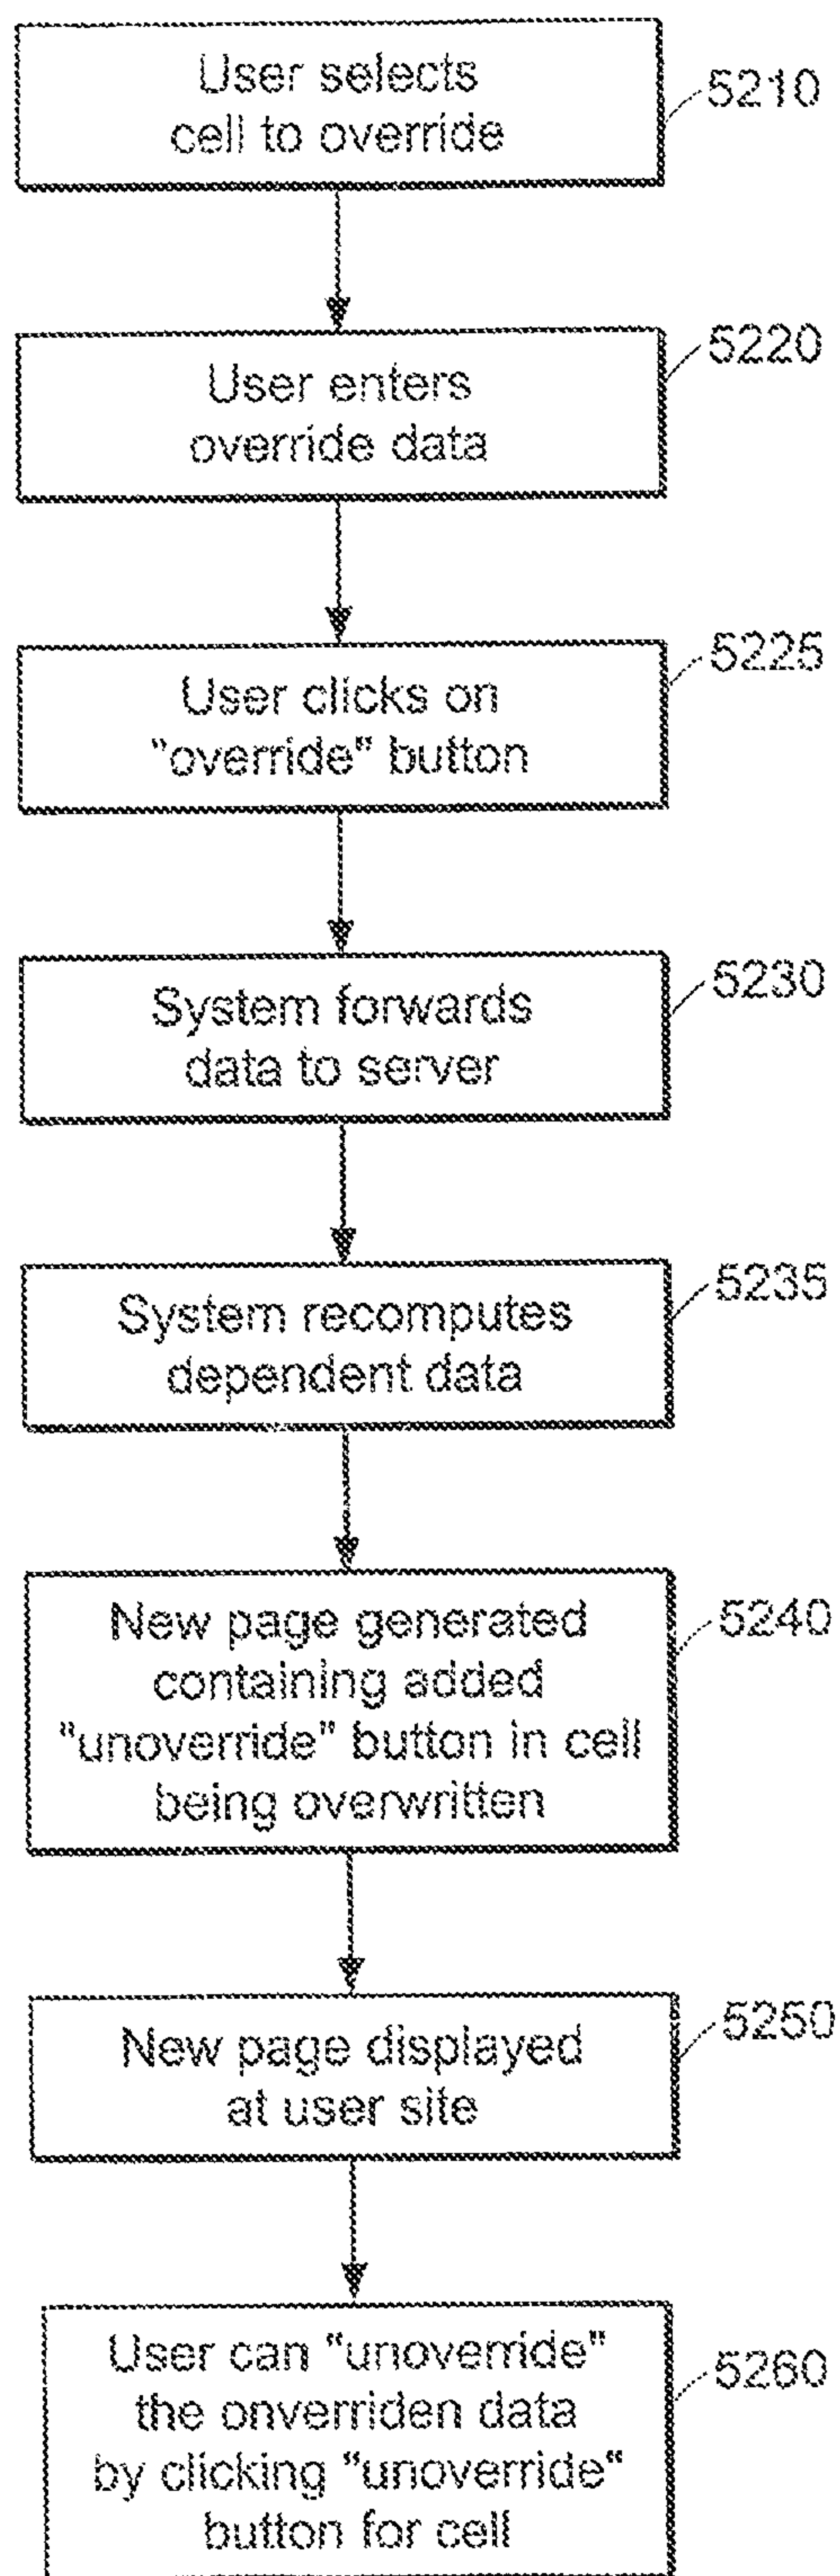 User selects
cell to override
5210
User enters
override data
5220
User clicks on
"override" button
5225
System forwards
data to server
5230
System recomputes
dependent data
5235
New page generated
containing added
"unoverride" button in cell
being overwritten
5240
New page displayed
at user site
5250
User can "unoverride"
the onverriden data
by clicking "unoverride"
button for cell
5260